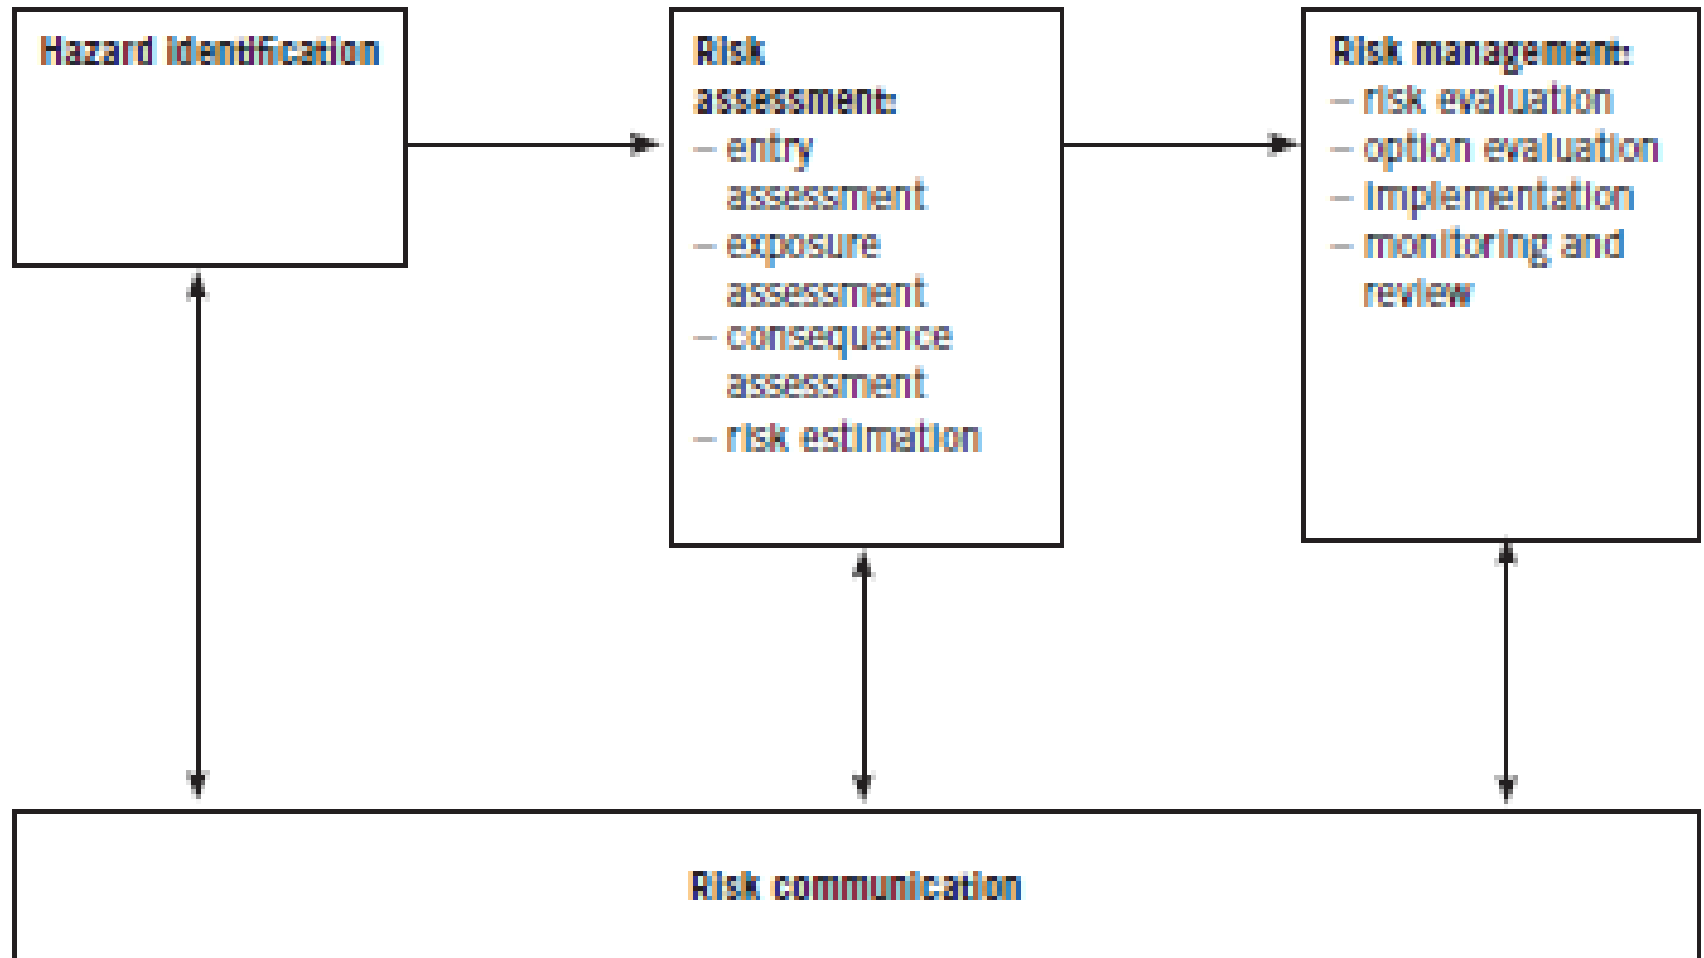 Hazard identification
Risk
assessment:
– entry
assessment
– exposure
assessment
– consequence
assessment
– risk estimation
Risk management:
– risk evaluation
– option evaluation
– implementation
– monitoring and
review
Risk communication